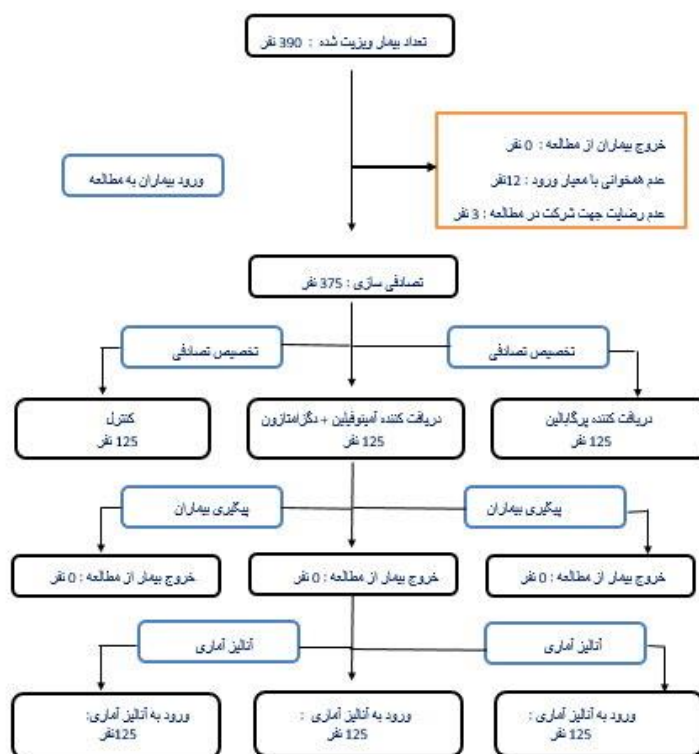 تعداد بیمار ویزیت شده : 390 نفر
خروج بیماران از مطالعه : 0 نفر
عدم همخوانی با معیار ورود : 12نفر
عدم رضایت جهت شرکت در مطالعه : 3 نفر
ورود بیماران به مطالعه
تصادفی سازی : 375 نفر
تخصیص تصادفی
تخصیص تصادفی
دریافت کننده پرگابالین
125 نفر
دریافت کننده آمینوفیلین + دگزامتازون
125 نفر
کنترل
125 نفر
پیگیری بیماران
پیگیری بیماران
خروج بیمار از مطالعه : 0 نفر
خروج بیمار از مطالعه : 0 نفر
خروج بیمار از مطالعه : 0 نفر
آنالیز آماری
آنالیز آماری
ورود به آنالیز آماری :
125 نفر
ورود به آنالیز آماری :
125 نفر
ورود به آنالیز آماری:
125نفر